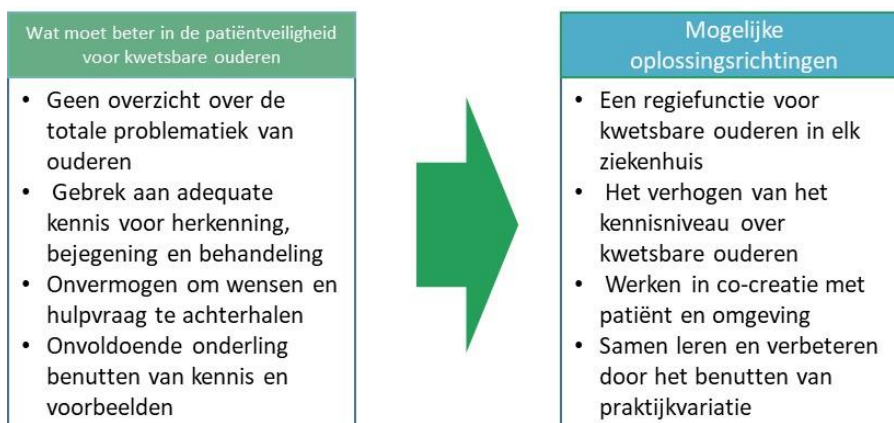 Wat moet beter in de patiëntveiligheid
voor kwetsbare ouderen
• Geen overzicht over de
totale problematiek van
ouderen
• Gebrek aan adequate
kennis voor herkenning,
bejegening en behandeling
• Onvermogen om wensen en
hulpvraag te achterhalen
• Onvoldoende onderling
benutten van kennis en
voorbeelden
Mogelijke
oplossingsrichtingen
• Een regiefunctie voor
kwetsbare ouderen in elk
ziekenhuis
• Het verhogen van het
kennisniveau over
kwetsbare ouderen
• Werken in co-creatie met
patiënt en omgeving
• Samen leren en verbeteren
door het benutten van
praktijkvariatie